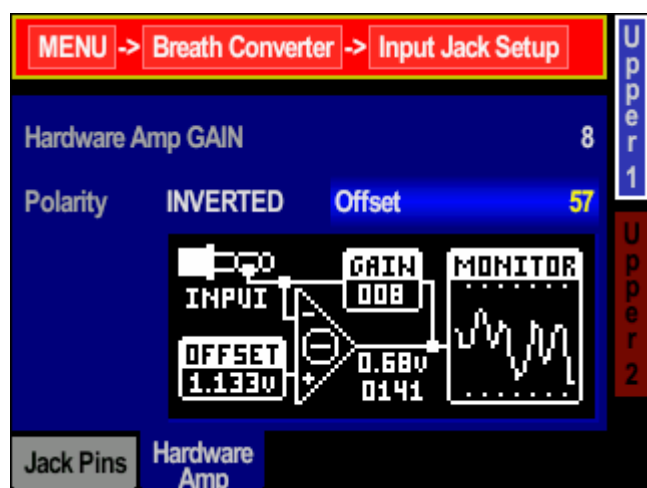 MENU -> Breath Converter -> Input Jack Setup
Hardware Amp GAIN 8
Polarity INVERTED Offset 57
INPUT
GAIN
008
MONITOR
OFFSET
1.133v
-
+
0.68v
0141
Jack Pins
Hardware
Amp
Upper 1
Upper 2